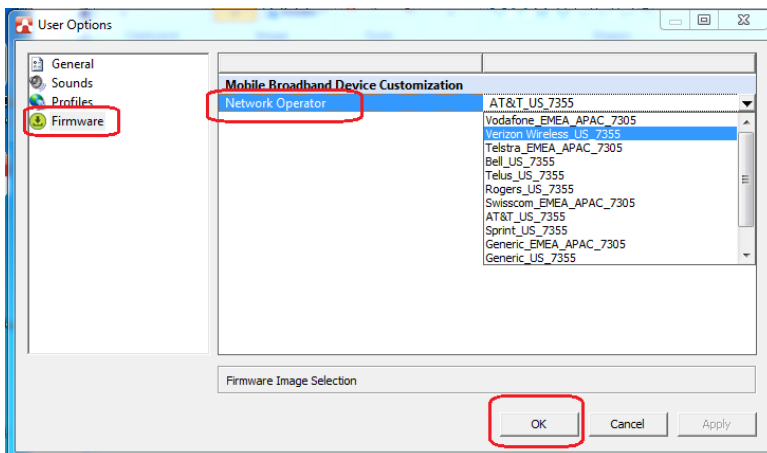 User Options
General
Sounds
Profiles
Firmware
Mobile Broadband Device Customization
Network Operator
AT&T_US_7355
Vodafone_EMEA_APAC_7305
Verizon Wireless_US_7355
Telstra_EMEA_APAC_7305
Bell_US_7355
Telus_US_7355
Rogers_US_7355
Swisscom_EMEA_APAC_7305
AT&T_US_7355
Sprint_US_7355
Generic_EMEA_APAC_7305
Generic_US_7355
Firmware Image Selection
OK
Cancel
Apply